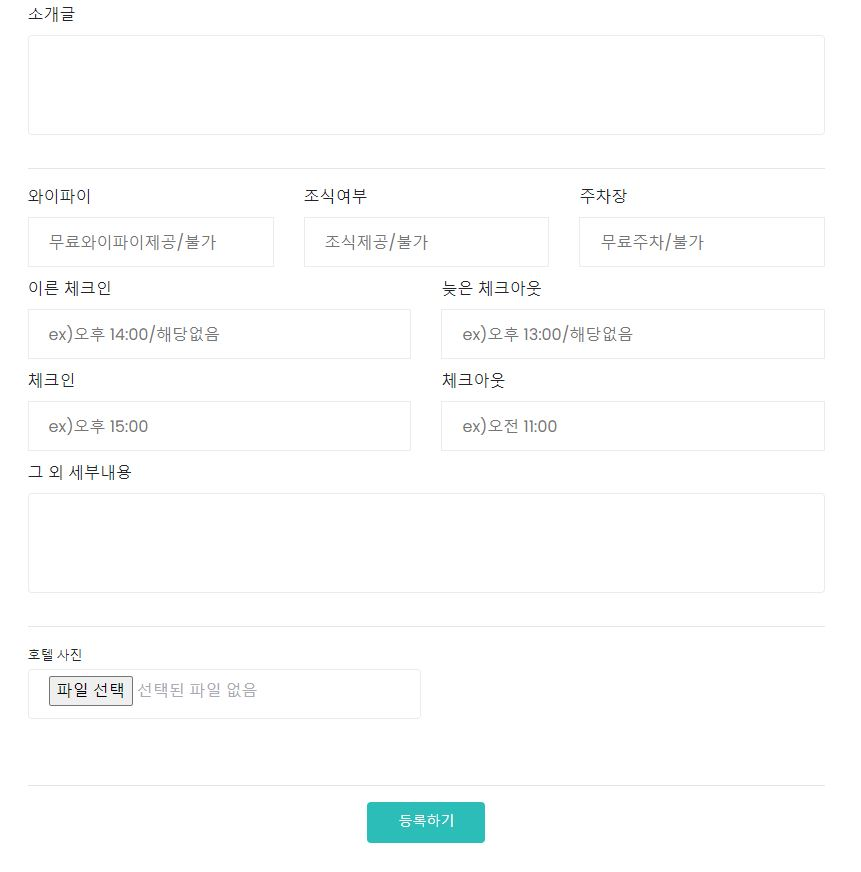 소개글
와이파이 조식여부 주차장
무료와이파이제공/불가 조식제공/불가 무료주차/불가
이른 체크인 늦은 체크아웃
ex)오후 14:00/해당없음 ex)오후 13:00/해당없음
체크인 체크아웃
ex)오후 15:00 ex)오전 11:00
그 외 세부내용
호텔 사진
파일 선택 선택된 파일 없음
등록하기